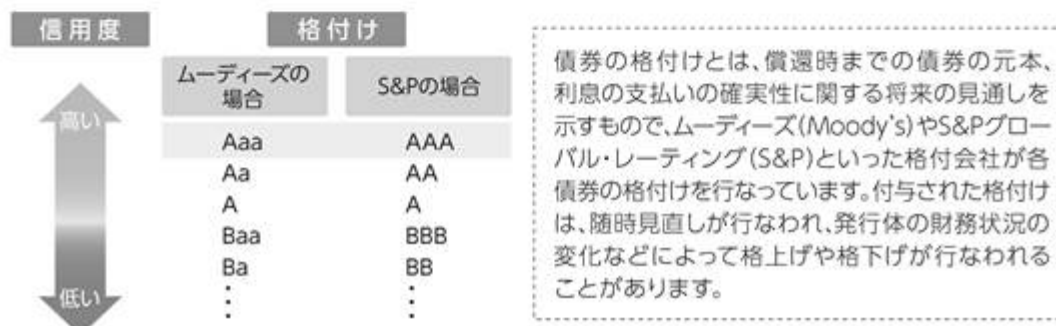 信用度
格付け
ムーディーズの
場合
S&Pの場合
高い
Aaa AAA
Aa AA
A A
Baa BBB
Ba BB
低い
債券の格付けとは、償還時までの債券の元本、
利息の支払いの確実性に関する将来の見通しを
示すもので、ムーディーズ(Moody's)やS&Pグロー
バル・レーティング(S&P)といった格付会社が各
債券の格付けを行なっています。付与された格付け
は、随時見直しが行なわれ、発行体の財務状況の
変化などによって格上げや格下げが行なわれる
ことがあります。